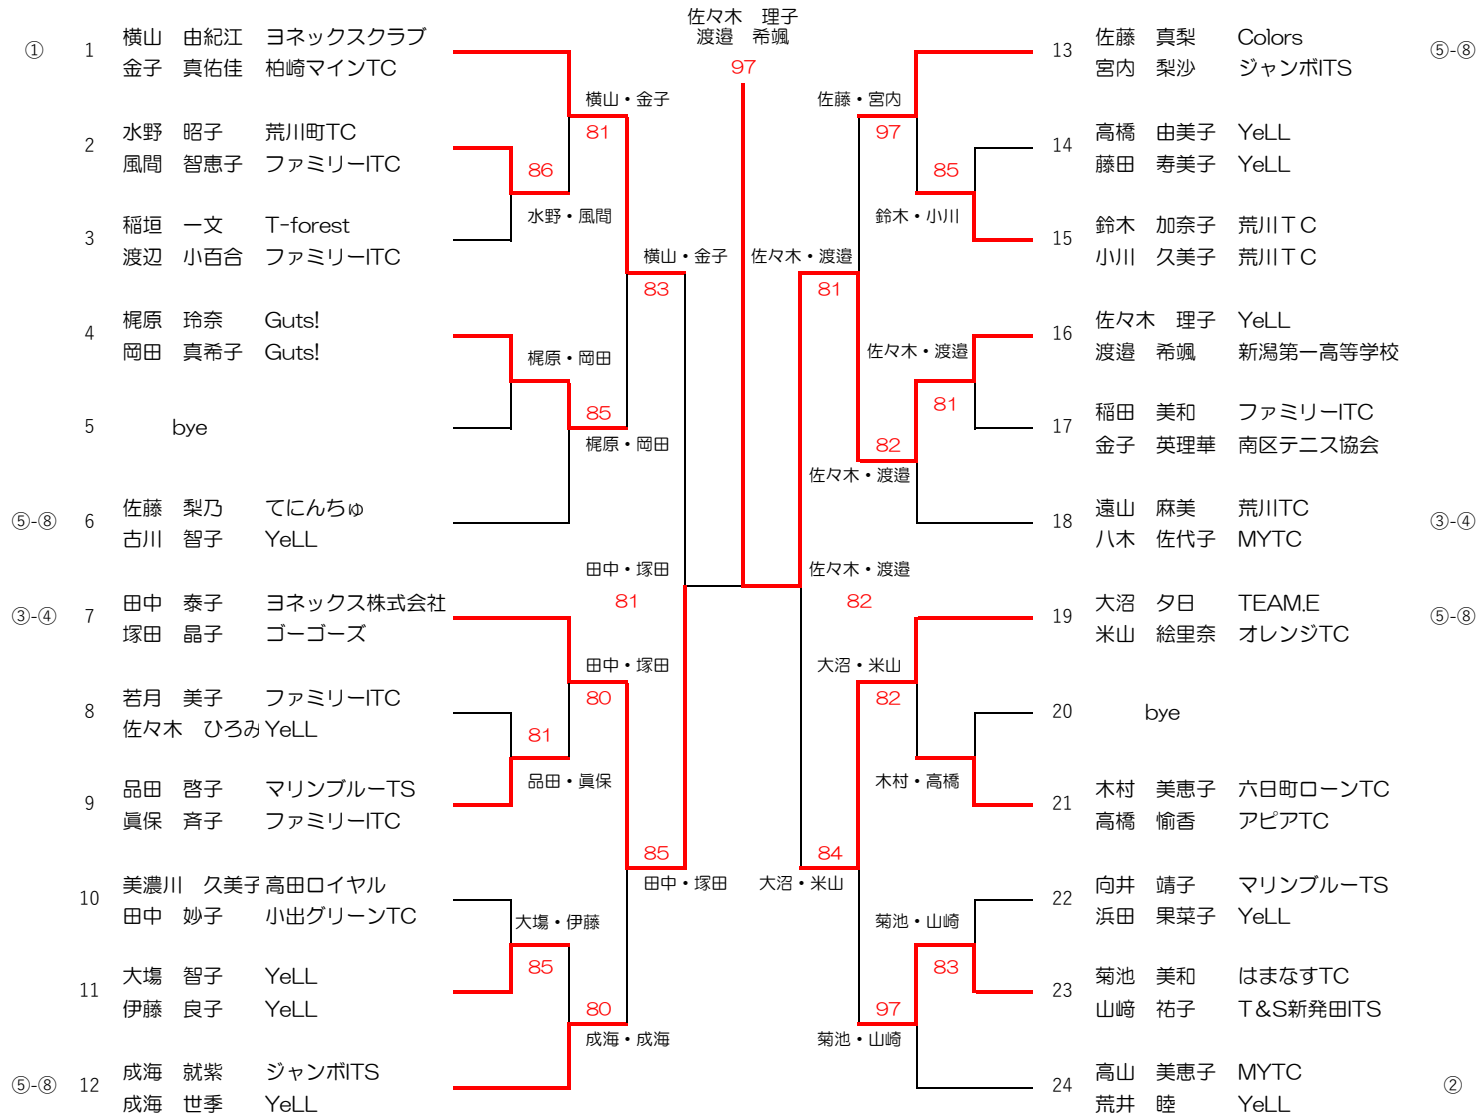 佐々木 理子
渡邉 希颯
97
① 1 横山 由紀江 ヨネックスクラブ
金子 真佑佳 柏崎マインTC
2 水野 昭子 荒川町TC
風間 智恵子 ファミリーITC
3 稲垣 一文 T-forest
渡辺 小百合 ファミリーITC
4 梶原 玲奈 Guts!
岡田 真希子 Guts!
5 bye
⑤-⑧ 6 佐藤 梨乃 てにんちゅ
古川 智子 YeLL
③-④ 7 田中 泰子 ヨネックス株式会社
塚田 晶子 ゴーゴーズ
8 若月 美子 ファミリーITC
佐々木 ひろみ YeLL
9 品田 啓子 マリンブルーTS
眞保 斉子 ファミリーITC
10 美濃川 久美子 高田ロイヤル
田中 妙子 小出グリーンTC
11 大塲 智子 YeLL
伊藤 良子 YeLL
⑤-⑧ 12 成海 就紫 ジャンボITS
成海 世季 YeLL
横山・金子
81
86
水野・風間
横山・金子
83
梶原・岡田
85
梶原・岡田
田中・塚田
81
田中・塚田
80
81
品田・眞保
85
田中・塚田
大塲・伊藤
85
80
成海・成海
佐藤・宮内
97
85
鈴木・小川
佐々木・渡邉
81
佐々木・渡邉
81
82
佐々木・渡邉
佐々木・渡邉
82
大沼・米山
82
木村・高橋
84
大沼・米山
菊池・山崎
83
97
菊池・山崎
13 佐藤 真梨 Colors ⑤-⑧
宮内 梨沙 ジャンボITS
14 高橋 由美子 YeLL
藤田 寿美子 YeLL
15 鈴木 加奈子 荒川TC
小川 久美子 荒川TC
16 佐々木 理子 YeLL
渡邉 希颯 新潟第一高等学校
17 稲田 美和 ファミリーITC
金子 英理華 南区テニス協会
18 遠山 麻美 荒川TC ③-④
八木 佐代子 MYTC
19 大沼 夕日 TEAM.E ⑤-⑧
米山 絵里奈 オレンジTC
20 bye
21 木村 美恵子 六日町ローンTC
高橋 愉香 アピアTC
22 向井 靖子 マリンブルーTS
浜田 果菜子 YeLL
23 菊池 美和 はまなすTC
山﨑 祐子 T&S新発田ITS
24 高山 美恵子 MYTC ②
荒井 睦 YeLL